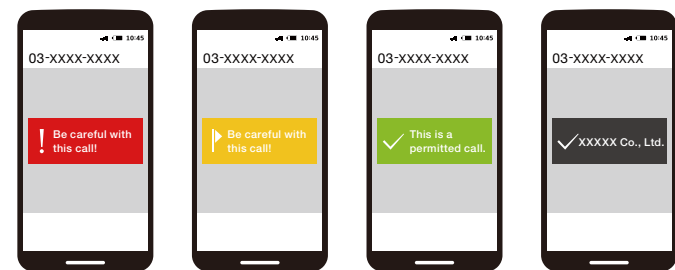 10:45
03-XXXX-XXXX
Be careful with
this call!
10:45
03-XXXX-XXXX
Be careful with
this call!
10:45
03-XXXX-XXXX
This is a
permitted call.
10:45
03-XXXX-XXXX
XXXXX Co., Ltd.